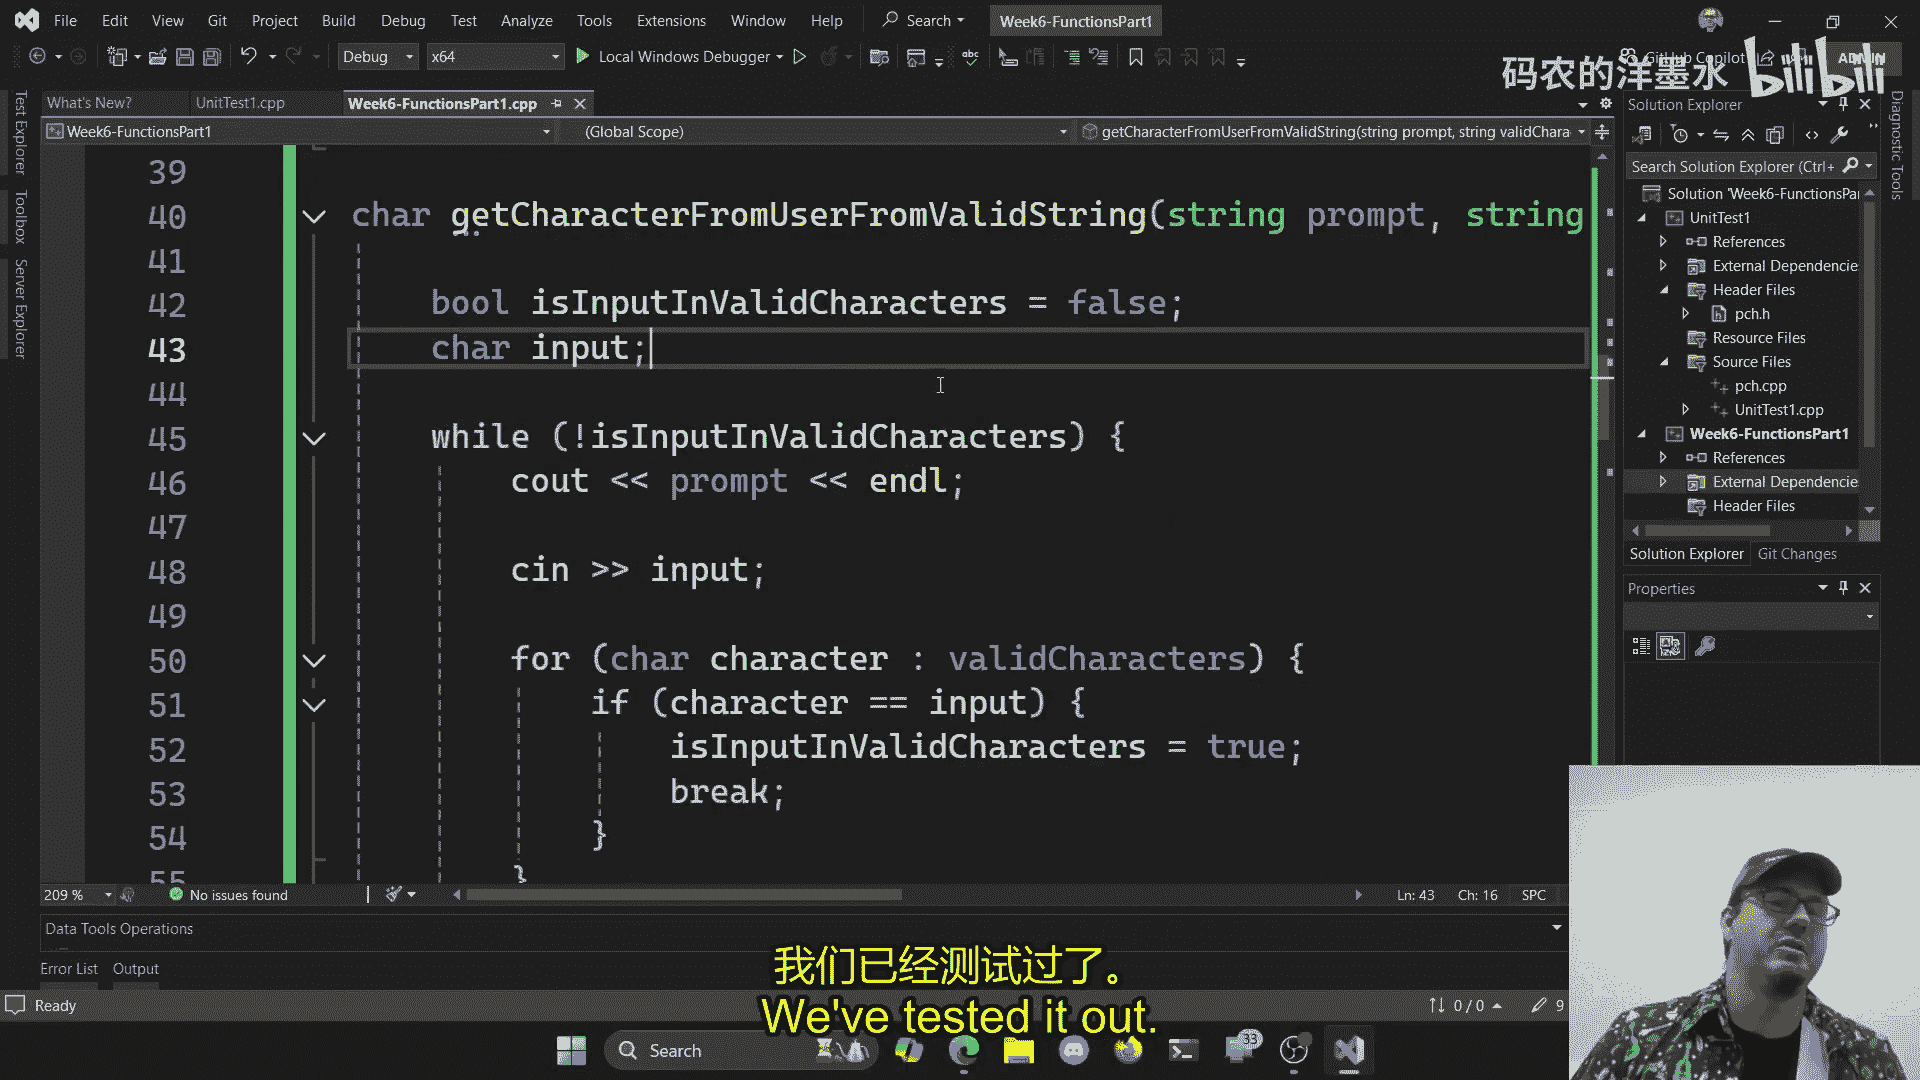 File Edit View Git Project Build Debug Test Analyze Tools Extensions Window Help Search Week6-FunctionsPart1
Debug x64 Local Windows Debugger GitHub Copilot ADMIN
码农的洋墨水 bilibili
What's New? UnitTest1.cpp Week6-FunctionsPart1.cpp
Solution Explorer
Week6-FunctionsPart1 (Global Scope) getCharacterFromUserFromValidString(string prompt, string validChara
Test Explorer
Toolbox
Server Explorer
39
40 char getCharacterFromUserFromValidString(string prompt, string
41
42 bool isInputInValidCharacters = false;
43 char input;
44
45 while (!isInputInValidCharacters) {
46 cout << prompt << endl;
47
48 cin >> input;
49
50 for (char character : validCharacters) {
51 if (character == input) {
52 isInputInValidCharacters = true;
53 break;
54 }
55 }
Search Solution Explorer (Ctrl+
Solution 'Week6-FunctionsPar
UnitTest1
References
External Dependencie
Header Files
pch.h
Resource Files
Source Files
pch.cpp
UnitTest1.cpp
Week6-FunctionsPart1
References
External Dependencie
Header Files
Solution Explorer Git Changes
Properties
Diagnostic Tools
209 % No issues found Ln: 43 Ch: 16 SPC
Data Tools Operations
Error List Output
Ready 0 / 0 9
我们已经测试过了。
We've tested it out.
Search 33